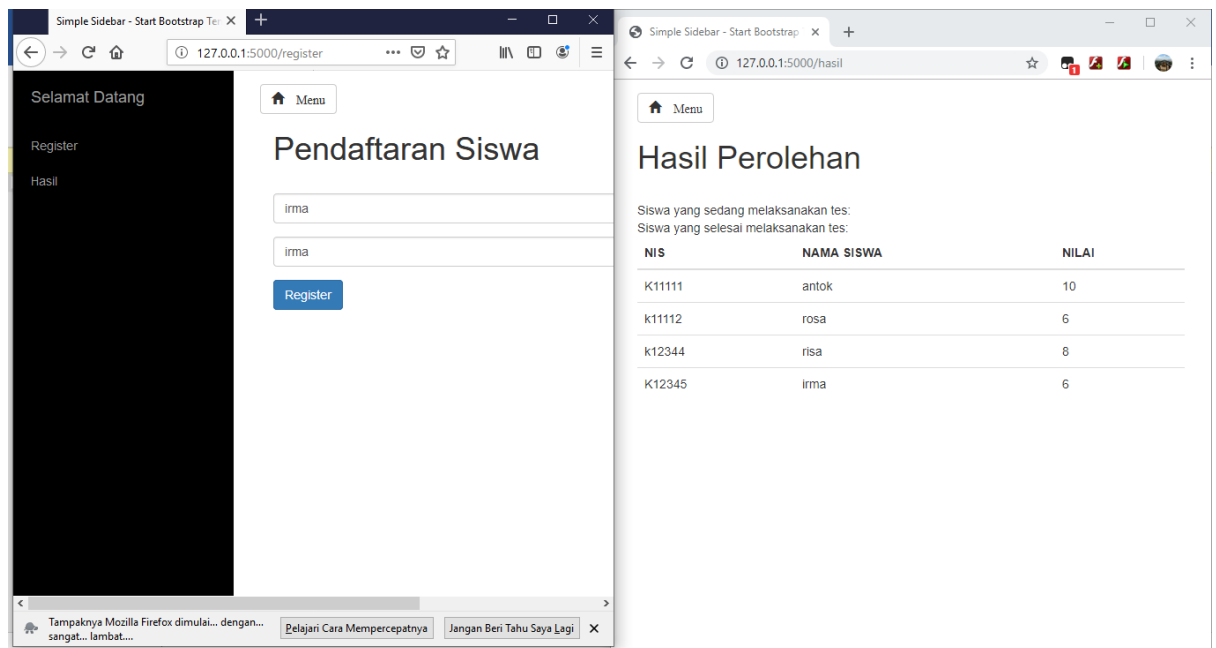 Simple Sidebar - Start Bootstrap Ter
127.0.0.1:5000/register
Selamat Datang
Register
Hasil
Menu
Pendaftaran Siswa
irma
irma
Register
Tampaknya Mozilla Firefox dimulai... dengan...
sangat... lambat....
Pelajari Cara Mempercepatnya
Jangan Beri Tahu Saya Lagi
Simple Sidebar - Start Bootstrap
127.0.0.1:5000/hasil
1
Menu
Hasil Perolehan
Siswa yang sedang melaksanakan tes:
Siswa yang selesai melaksanakan tes:
NIS NAMA SISWA NILAI
K11111 antok 10
k11112 rosa 6
k12344 risa 8
K12345 irma 6